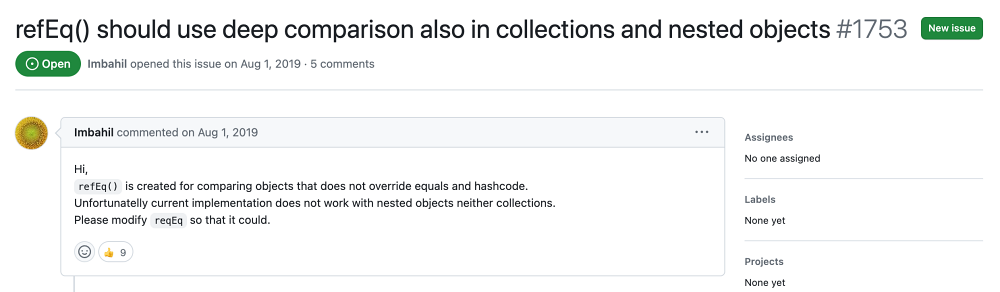 refEq() should use deep comparison also in collections and nested objects #1753
New issue
Open
Imbahil opened this issue on Aug 1, 2019 · 5 comments
Imbahil commented on Aug 1, 2019
···
Assignees
No one assigned
Hi,
refEq() is created for comparing objects that does not override equals and hashcode.
Unfortunatelly current implementation does not work with nested objects neither collections.
Please modify reqEq so that it could.
👍 9
Labels
None yet
Projects
None yet